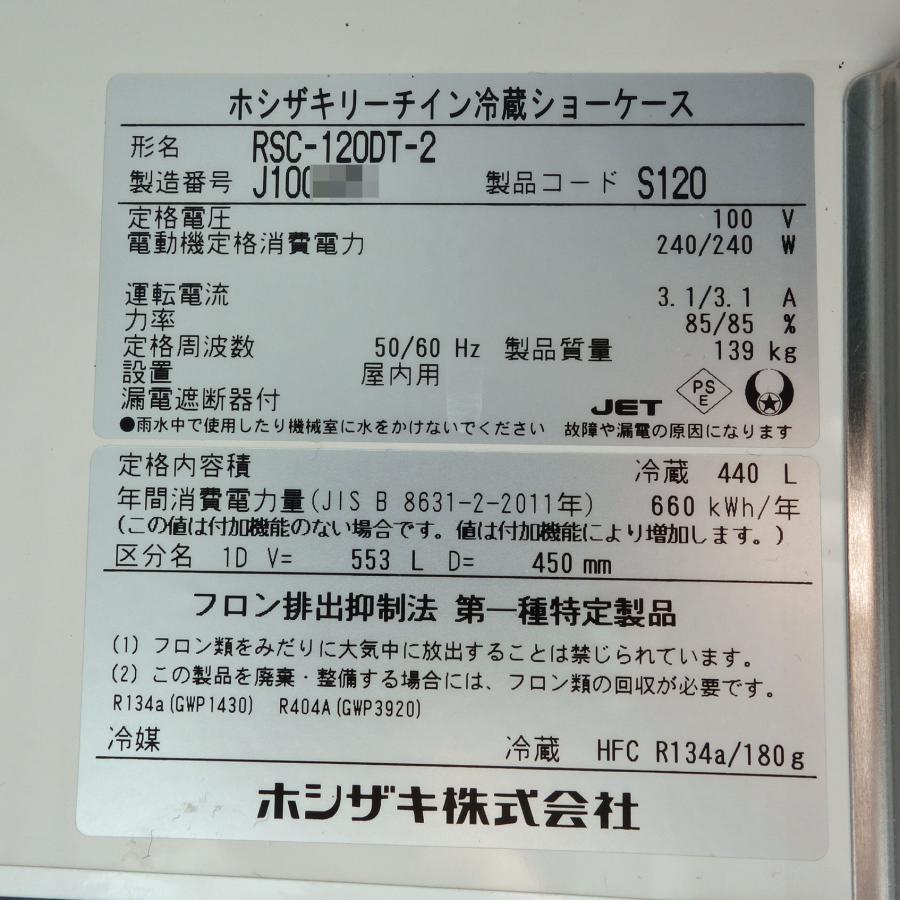 ホシザキリーチイン冷蔵ショーケース
形名 RSC-120DT-2
製造番号 J100 製品コード S120
定格電圧 100 V
電動機定格消費電力 240/240 W
運転電流 3.1/3.1 A
力率 85/85 %
定格周波数 50/60 Hz 製品質量 139 kg
設置 屋内用
漏電遮断器付 JET PSE
●雨水中で使用したり機械室に水をかけないでください 故障や漏電の原因になります
定格内容積 冷蔵 440 L
年間消費電力量(JIS B 8631-2-2011年) 660 kWh/年
(この値は付加機能のない場合です。値は付加機能により増加します。)
区分名 1D V= 553 L D= 450 mm
フロン排出抑制法 第一種特定製品
(1) フロン類をみだりに大気中に放出することは禁じられています。
(2) この製品を廃棄・整備する場合には、フロン類の回収が必要です。
R134a(GWP1430) R404A(GWP3920)
冷媒 冷蔵 HFC R134a/180g
ホシザキ株式会社